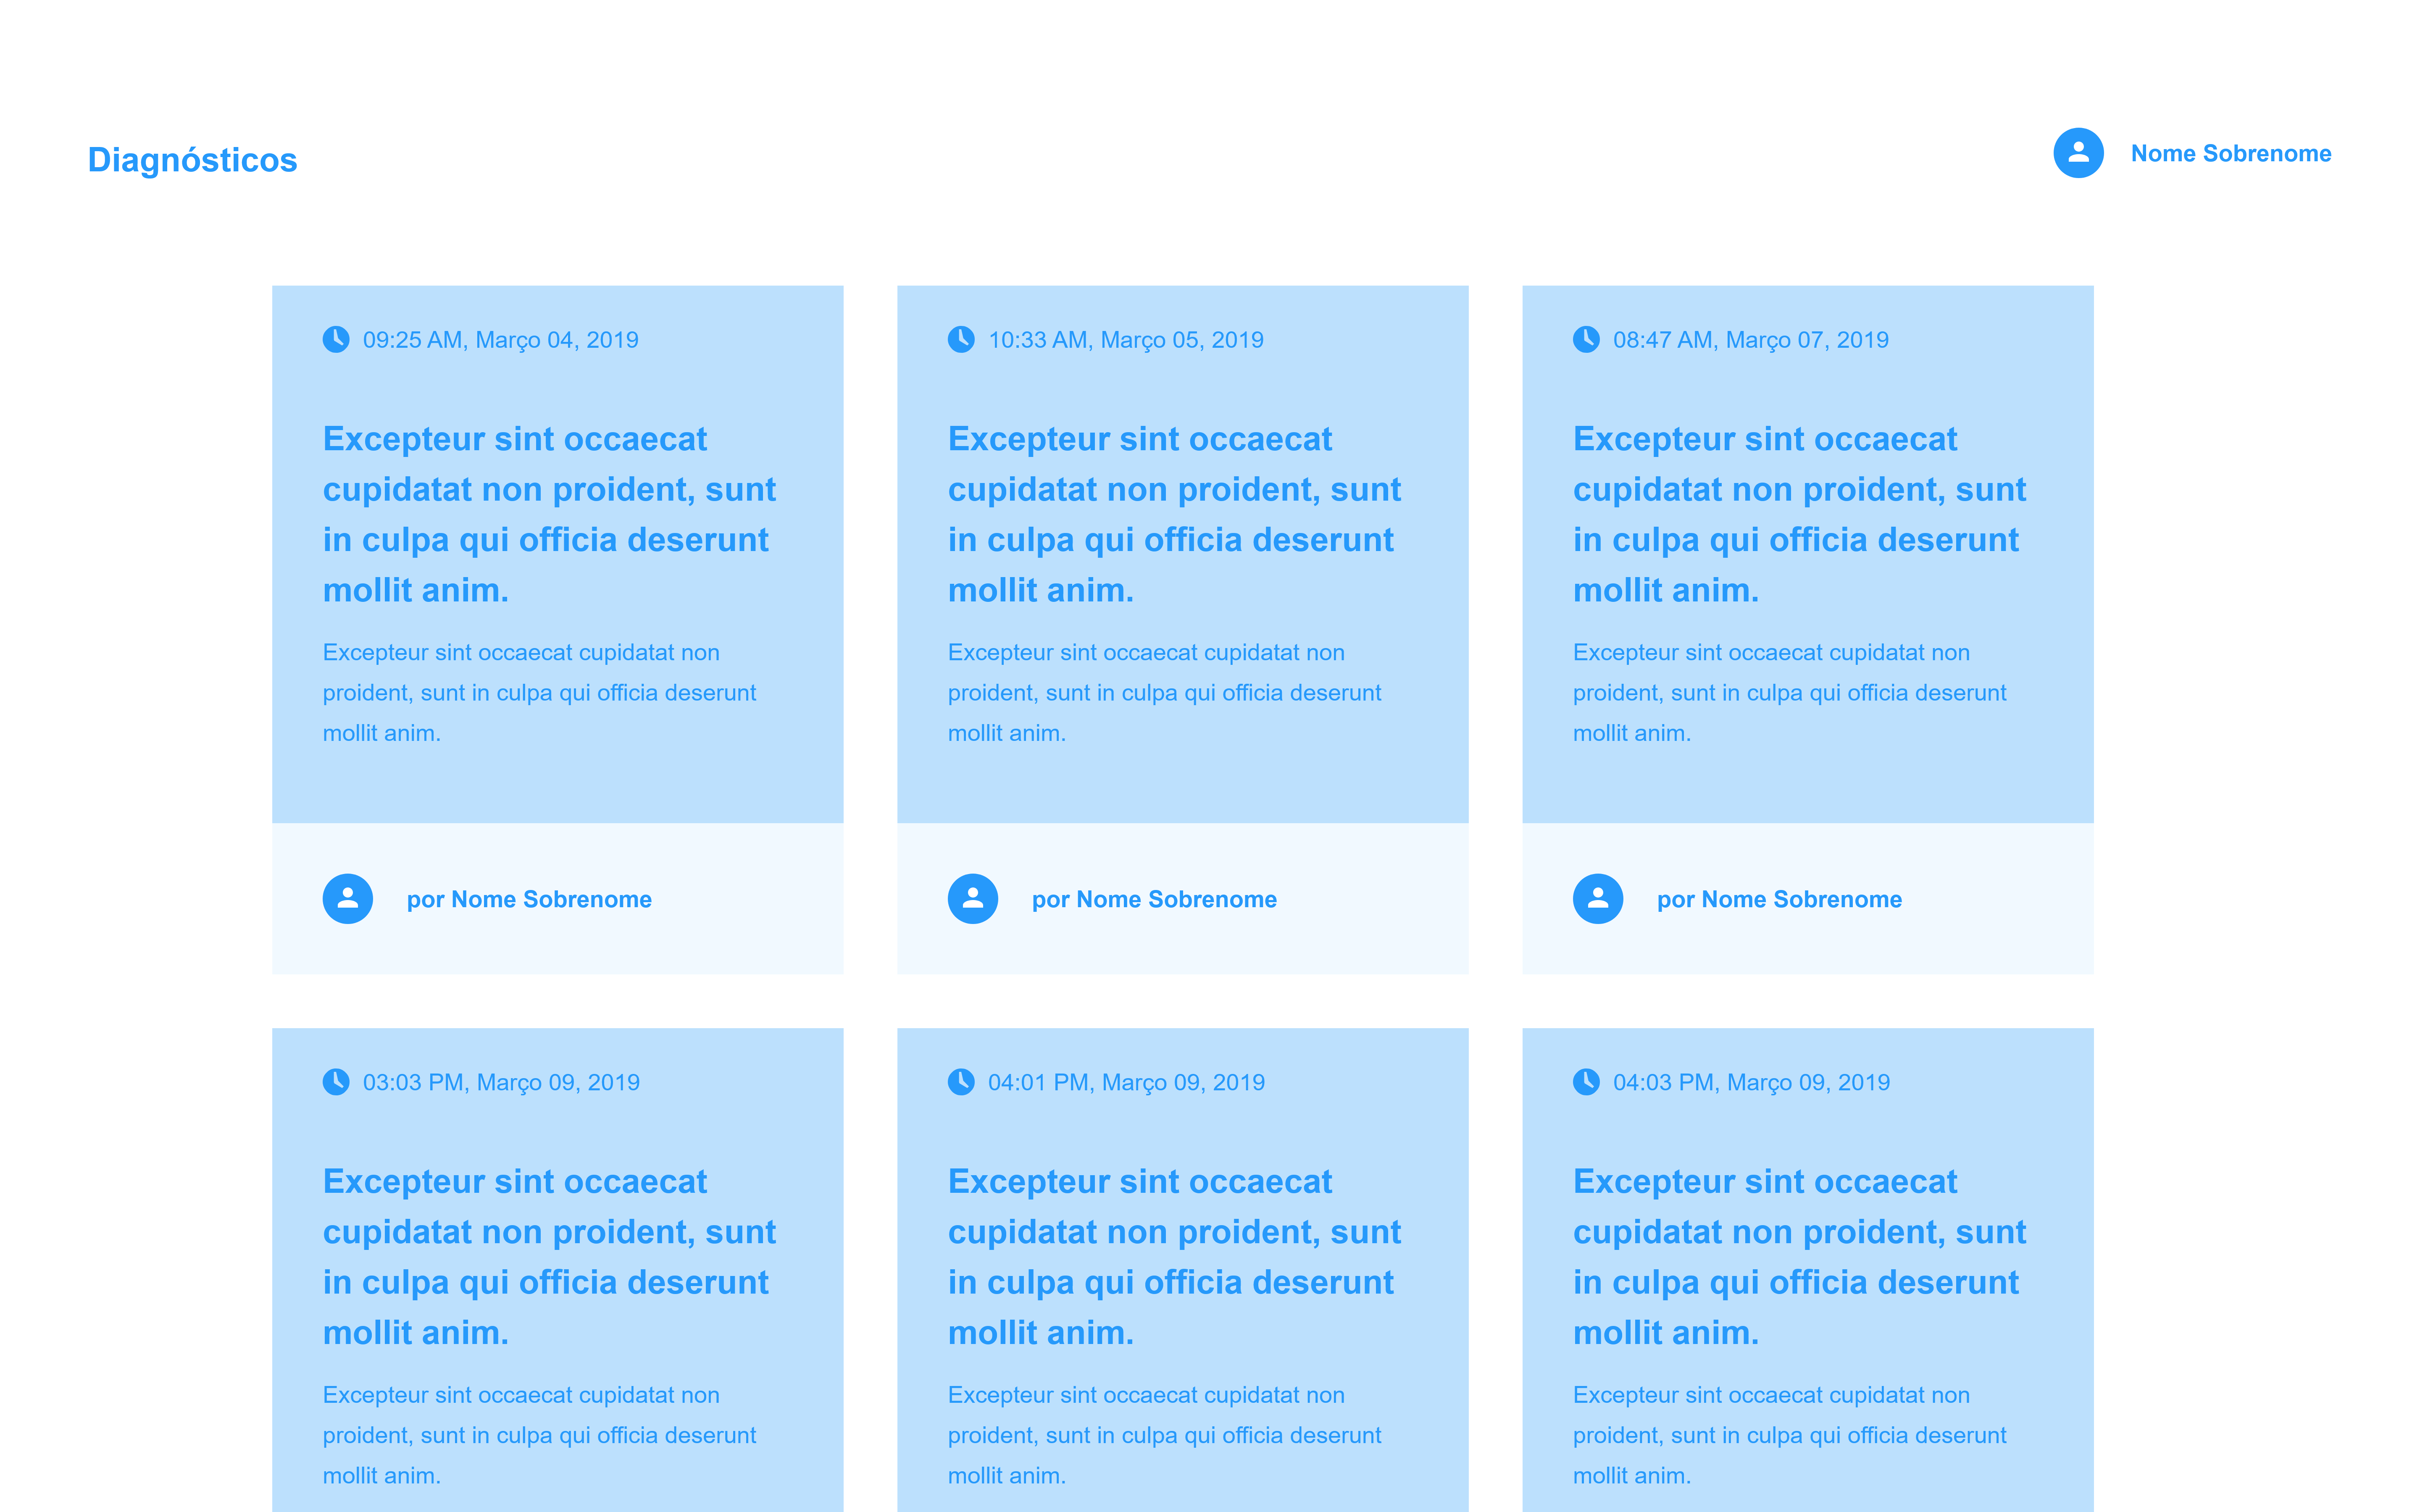 Diagnósticos
Nome Sobrenome
09:25 AM, Março 04, 2019
Excepteur sint occaecat
cupidatat non proident, sunt
in culpa qui officia deserunt
mollit anim.
Excepteur sint occaecat cupidatat non
proident, sunt in culpa qui officia deserunt
mollit anim.
por Nome Sobrenome
10:33 AM, Março 05, 2019
Excepteur sint occaecat
cupidatat non proident, sunt
in culpa qui officia deserunt
mollit anim.
Excepteur sint occaecat cupidatat non
proident, sunt in culpa qui officia deserunt
mollit anim.
por Nome Sobrenome
08:47 AM, Março 07, 2019
Excepteur sint occaecat
cupidatat non proident, sunt
in culpa qui officia deserunt
mollit anim.
Excepteur sint occaecat cupidatat non
proident, sunt in culpa qui officia deserunt
mollit anim.
por Nome Sobrenome
03:03 PM, Março 09, 2019
Excepteur sint occaecat
cupidatat non proident, sunt
in culpa qui officia deserunt
mollit anim.
Excepteur sint occaecat cupidatat non
proident, sunt in culpa qui officia deserunt
mollit anim.
04:01 PM, Março 09, 2019
Excepteur sint occaecat
cupidatat non proident, sunt
in culpa qui officia deserunt
mollit anim.
Excepteur sint occaecat cupidatat non
proident, sunt in culpa qui officia deserunt
mollit anim.
04:03 PM, Março 09, 2019
Excepteur sint occaecat
cupidatat non proident, sunt
in culpa qui officia deserunt
mollit anim.
Excepteur sint occaecat cupidatat non
proident, sunt in culpa qui officia deserunt
mollit anim.